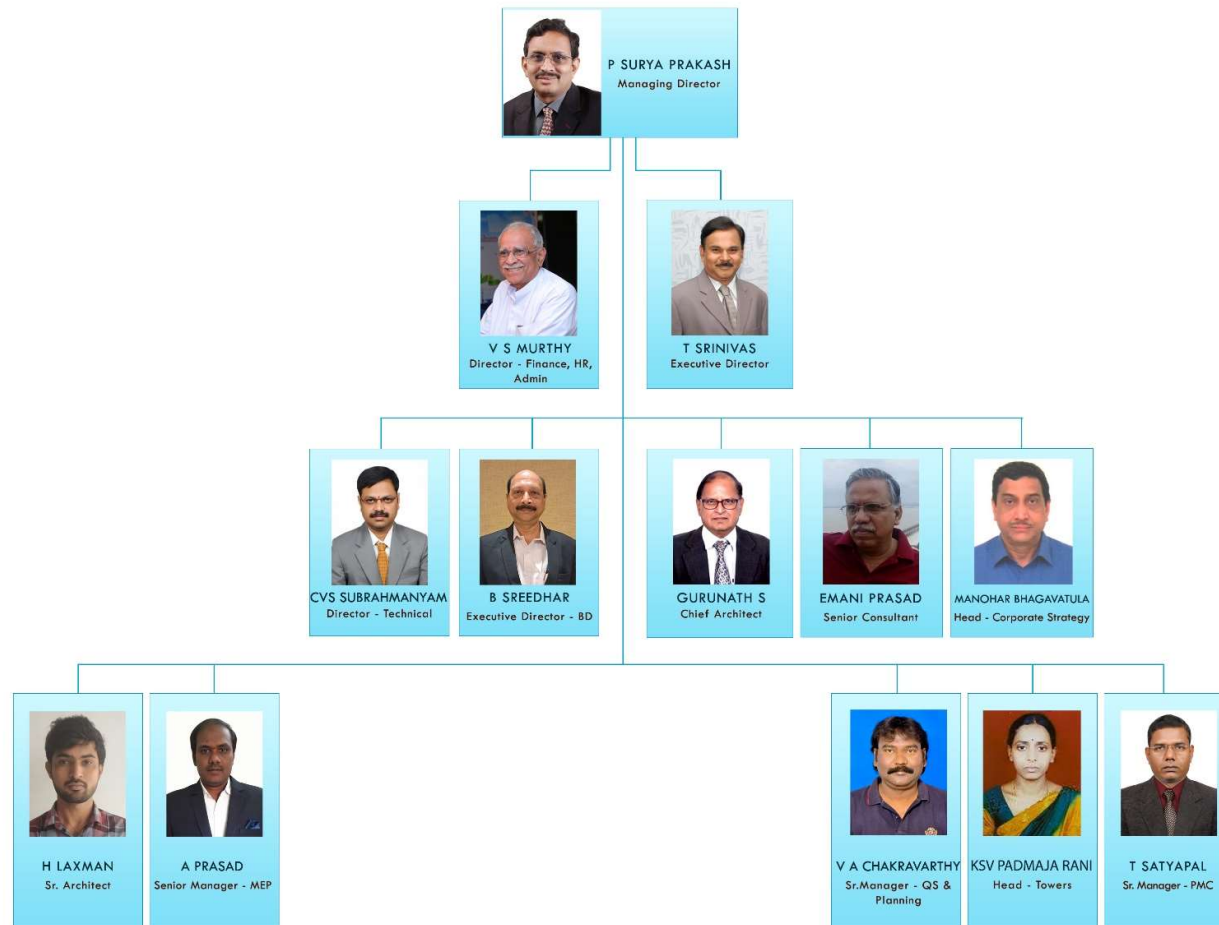 P SURYA PRAKASH
Managing Director
V S MURTHY
Director - Finance, HR,
Admin
T SRINIVAS
Executive Director
CVS SUBRAHMANYAM
Director - Technical
B SREEDHAR
Executive Director - BD
GURUNATH S
Chief Architect
EMANI PRASAD
Senior Consultant
MANOHAR BHAGAVATULA
Head - Corporate Strategy
H LAXMAN
Sr. Architect
A PRASAD
Senior Manager - MEP
V A CHAKRAVARTHY
Sr.Manager - QS &
Planning
KSV PADMAJA RANI
Head - Towers
T SATYAPAL
Sr. Manager - PMC